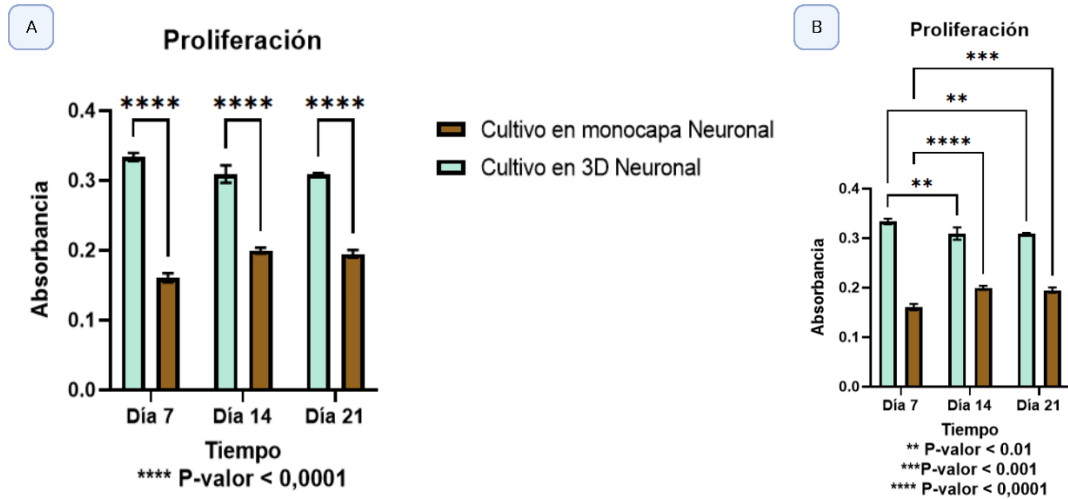 A
Proliferación
**** **** ****
0.4
0.3
0.2
0.1
0.0
Absorbancia
Día 7 Día 14 Día 21
Tiempo
**** P-valor < 0,0001
Cultivo en monocapa Neuronal
Cultivo en 3D Neuronal
B
Proliferación
***
**
****
**
0.4
0.3
0.2
0.1
0.0
Absorbancia
Día 7 Día 14 Día 21
Tiempo
** P-valor < 0.01
***P-valor < 0.001
**** P-valor < 0,0001